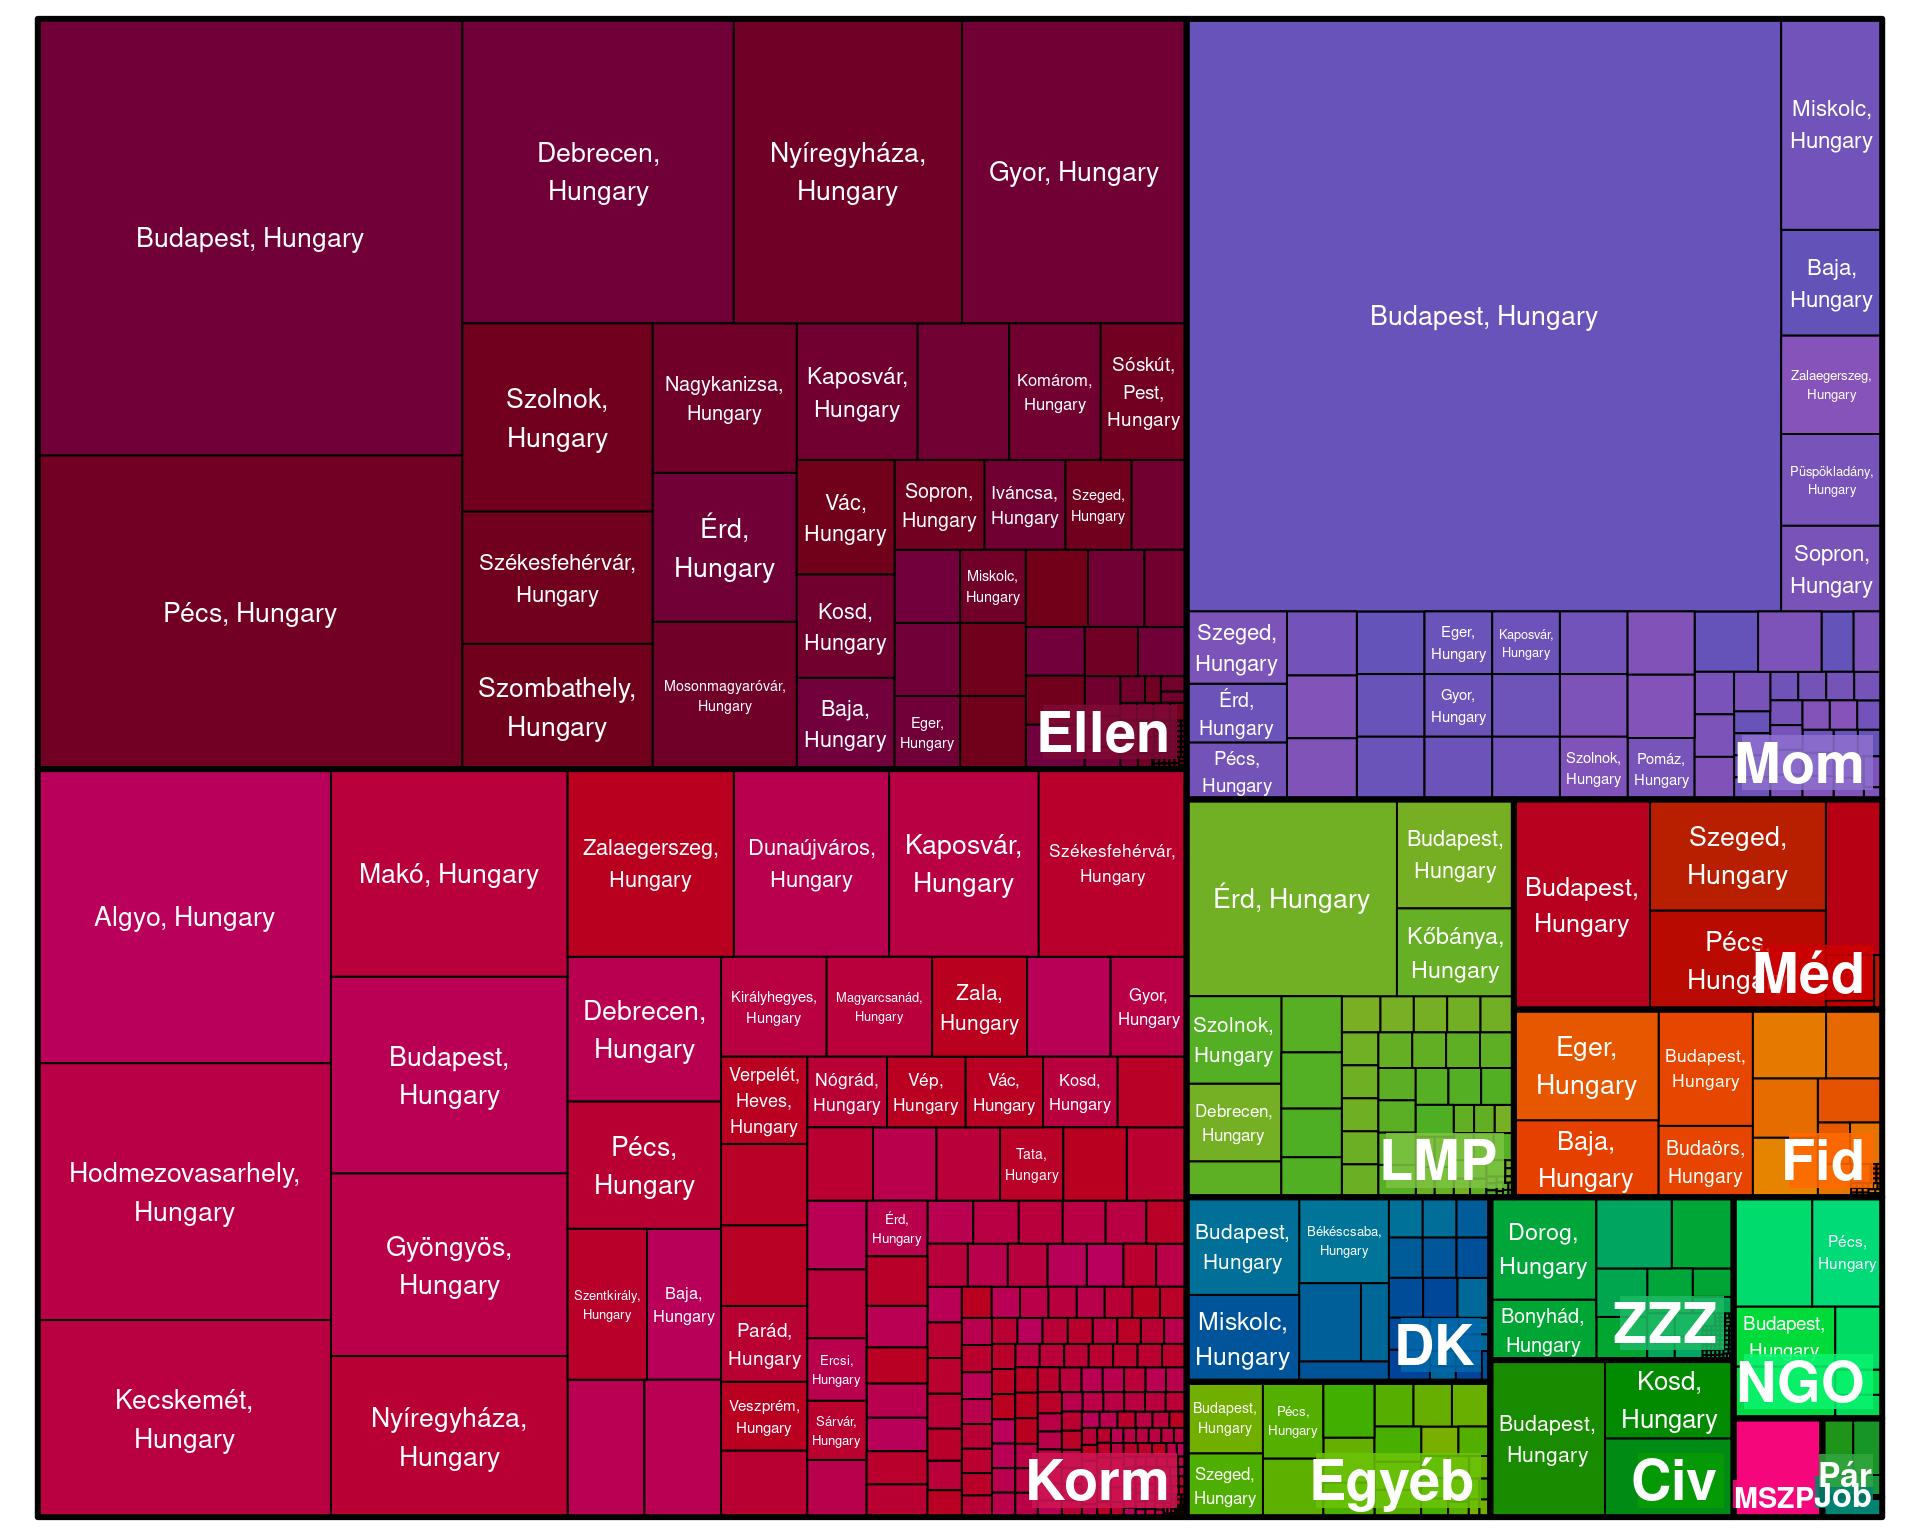 Budapest, Hungary
Debrecen,
Hungary
Nyíregyháza,
Hungary
Gyor, Hungary
Pécs, Hungary
Szolnok,
Hungary
Székesfehérvár,
Hungary
Szombathely,
Hungary
Nagykanizsa,
Hungary
Érd,
Hungary
Mosonmagyaróvár,
Hungary
Kaposvár,
Hungary
Komárom,
Hungary
Sóskút,
Pest,
Hungary
Vác,
Hungary
Sopron,
Hungary
Iváncsa,
Hungary
Szeged,
Hungary
Kosd,
Hungary
Miskolc,
Hungary
Baja,
Hungary
Eger,
Hungary
Ellen
Budapest, Hungary
Miskolc,
Hungary
Baja,
Hungary
Zalaegerszeg,
Hungary
Püspökladány,
Hungary
Sopron,
Hungary
Szeged,
Hungary
Érd,
Hungary
Pécs,
Hungary
Eger,
Hungary
Kaposvár,
Hungary
Gyor,
Hungary
Szolnok,
Hungary
Pomáz,
Hungary
Mom
Algyo, Hungary
Hodmezovasarhely,
Hungary
Kecskemét,
Hungary
Makó, Hungary
Budapest,
Hungary
Gyöngyös,
Hungary
Nyíregyháza,
Hungary
Zalaegerszeg,
Hungary
Dunaújváros,
Hungary
Kaposvár,
Hungary
Székesfehérvár,
Hungary
Debrecen,
Hungary
Pécs,
Hungary
Szentkirály,
Hungary
Baja,
Hungary
Királyhegyes,
Hungary
Magyarcsanád,
Hungary
Zala,
Hungary
Gyor,
Hungary
Verpelét,
Heves,
Hungary
Nógrád,
Hungary
Vép,
Hungary
Vác,
Hungary
Kosd,
Hungary
Tata,
Hungary
Érd,
Hungary
Parád,
Hungary
Ercsi,
Hungary
Veszprém,
Hungary
Sárvár,
Hungary
Korm
Érd, Hungary
Budapest,
Hungary
Kőbánya,
Hungary
Szolnok,
Hungary
Debrecen,
Hungary
LMP
Budapest,
Hungary
Szeged,
Hungary
Pécs,
Hunga
Méd
Eger,
Hungary
Baja,
Hungary
Budapest,
Hungary
Budaörs,
Hungary
Fid
Budapest,
Hungary
Békéscsaba,
Hungary
Miskolc,
Hungary
DK
Dorog,
Hungary
Bonyhád,
Hungary
ZZZ
Pécs,
Hungary
Budapest,
Hungary
NGO
Budapest,
Hungary
Pécs,
Hungary
Szeged,
Hungary
Egyéb
Budapest,
Hungary
Kosd,
Hungary
Civ
MSZP
Pár
Job